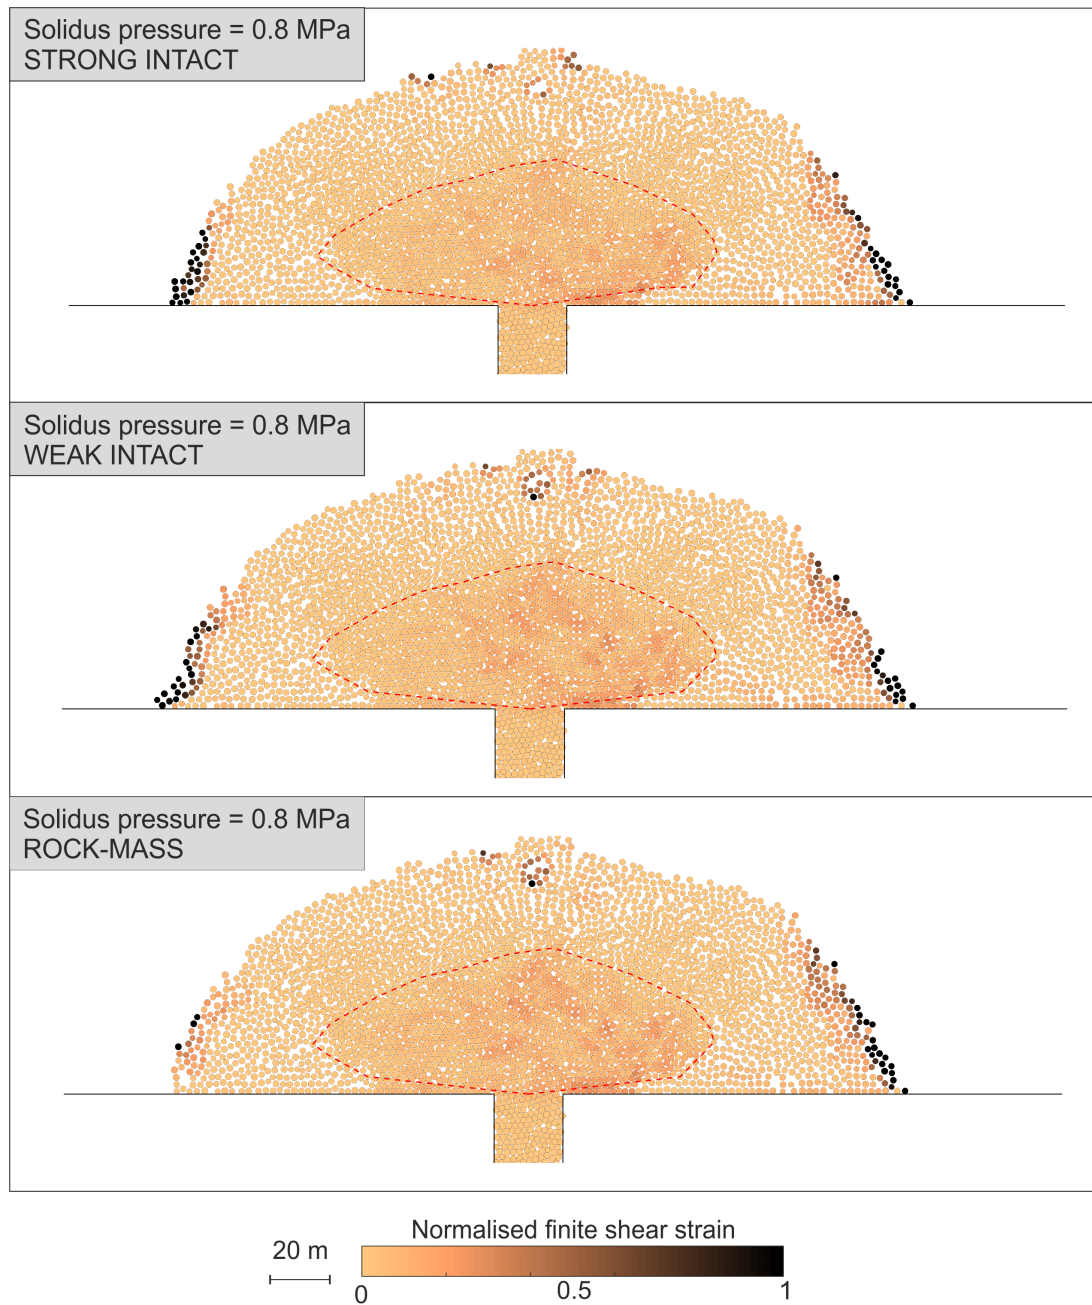 Solidus pressure = 0.8 MPa
STRONG INTACT
Solidus pressure = 0.8 MPa
WEAK INTACT
Solidus pressure = 0.8 MPa
ROCK-MASS
Normalised finite shear strain
20 m
0
0.5
1